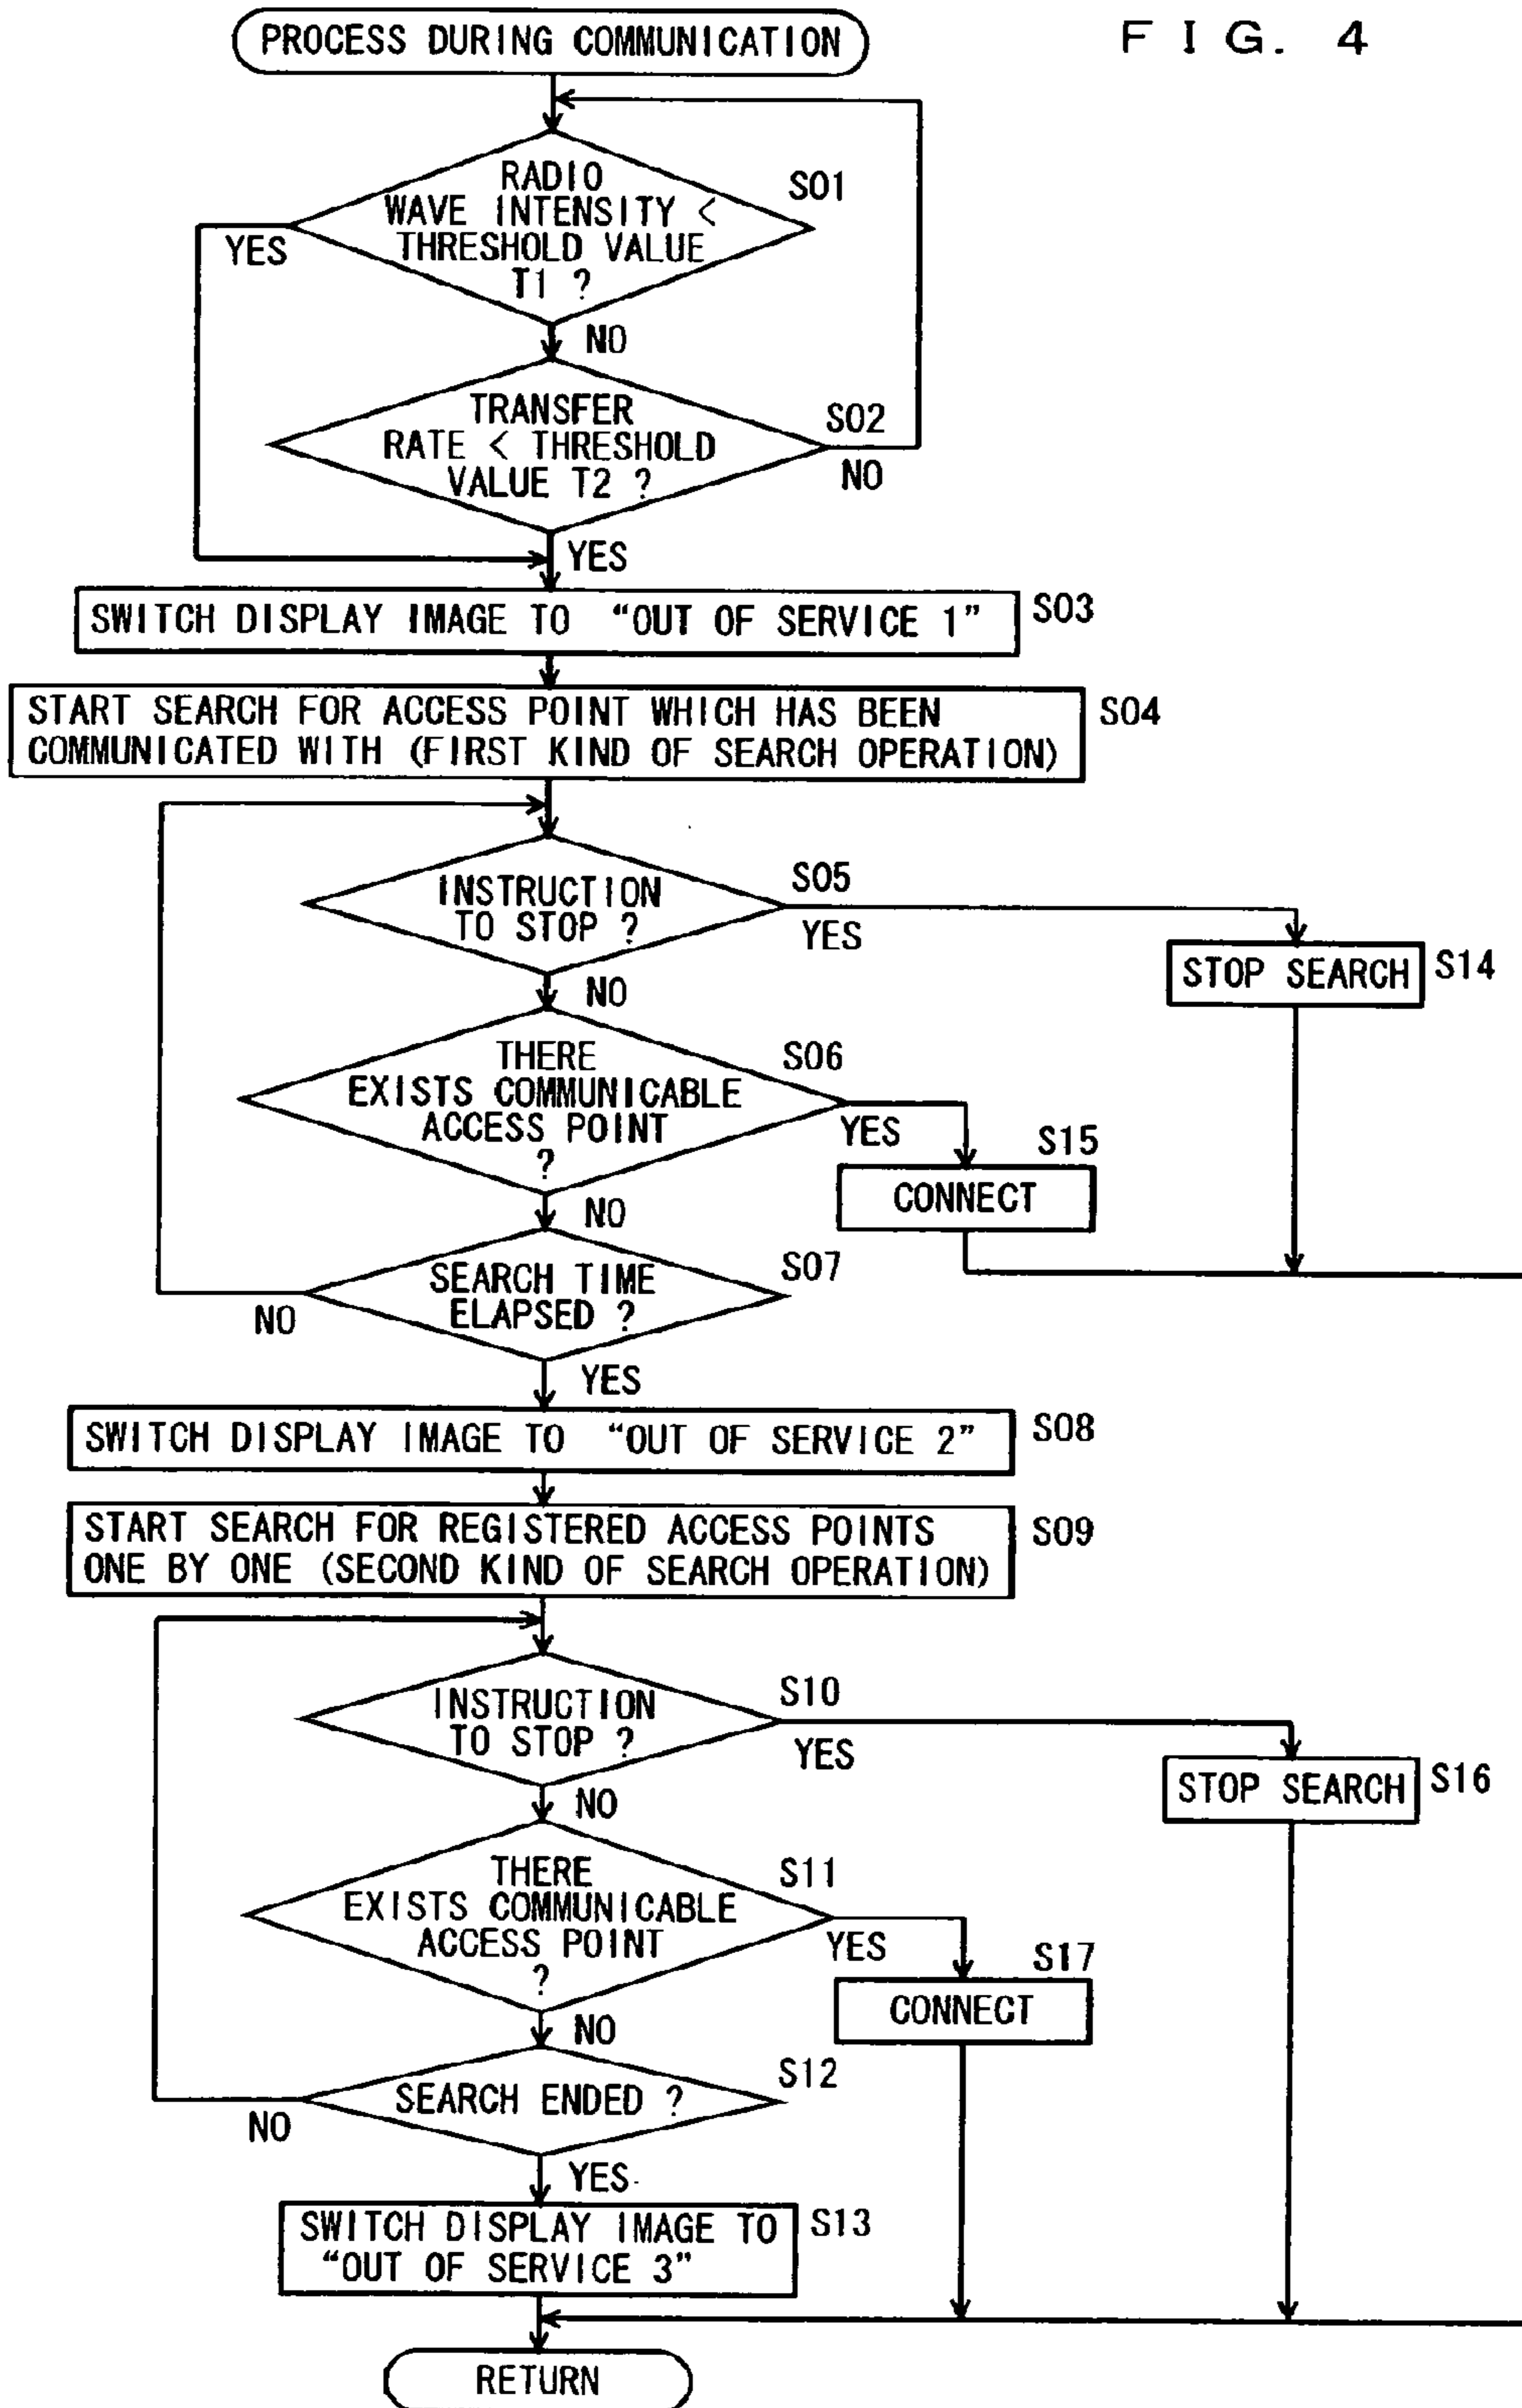 FIG. 4
PROCESS DURING COMMUNICATION
RADIO
WAVE INTENSITY <
THRESHOLD VALUE
T1 ?
S01
YES
NO
TRANSFER
RATE < THRESHOLD
VALUE T2 ?
S02
NO
YES
SWITCH DISPLAY IMAGE TO “OUT OF SERVICE 1”
S03
START SEARCH FOR ACCESS POINT WHICH HAS BEEN
COMMUNICATED WITH (FIRST KIND OF SEARCH OPERATION)
S04
INSTRUCTION
TO STOP ?
S05
YES
STOP SEARCH
S14
NO
THERE
EXISTS COMMUNICABLE
ACCESS POINT
?
S06
YES
S15
CONNECT
NO
SEARCH TIME
ELAPSED ?
S07
NO
YES
SWITCH DISPLAY IMAGE TO “OUT OF SERVICE 2”
S08
START SEARCH FOR REGISTERED ACCESS POINTS
ONE BY ONE (SECOND KIND OF SEARCH OPERATION)
S09
INSTRUCTION
TO STOP ?
S10
YES
STOP SEARCH
S16
NO
THERE
EXISTS COMMUNICABLE
ACCESS POINT
?
S11
YES
S17
CONNECT
NO
SEARCH ENDED ?
S12
NO
YES
SWITCH DISPLAY IMAGE TO
“OUT OF SERVICE 3”
S13
RETURN